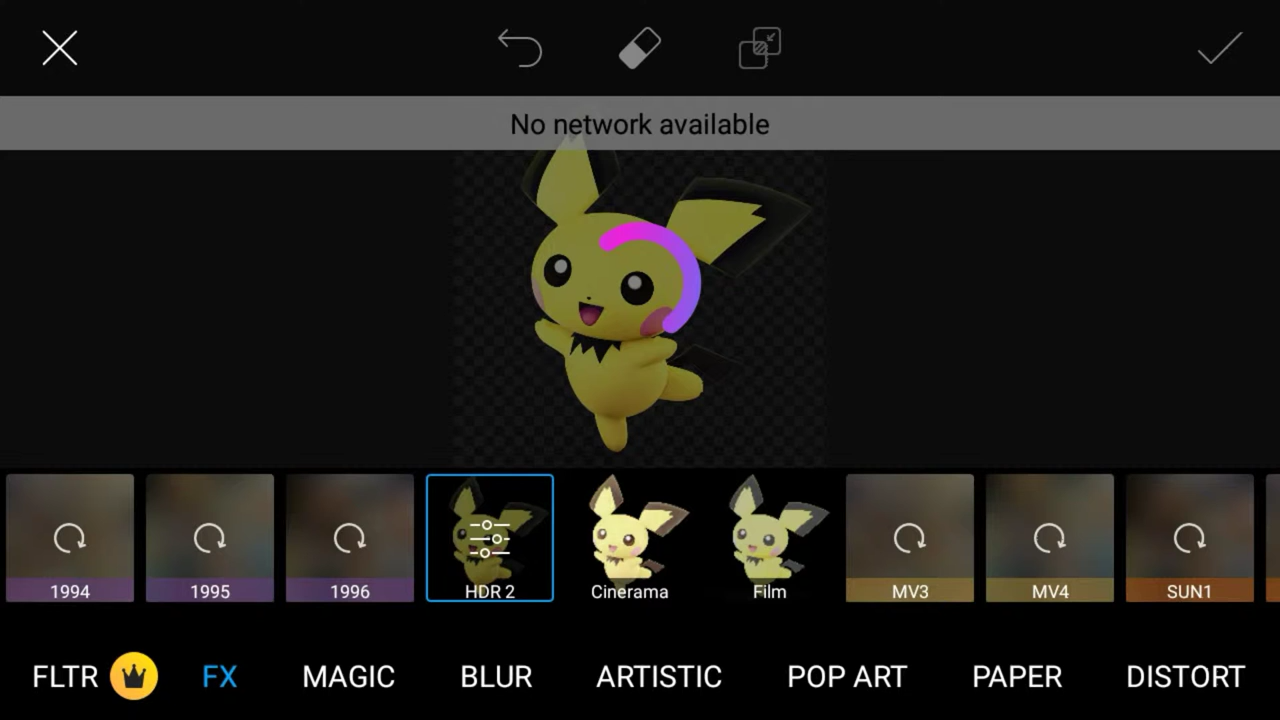 No network available
1994
1995
1996
HDR 2
Cinerama
Film
MV3
MV4
SUN1
FLTR
FX
MAGIC
BLUR
ARTISTIC
POP ART
PAPER
DISTORT